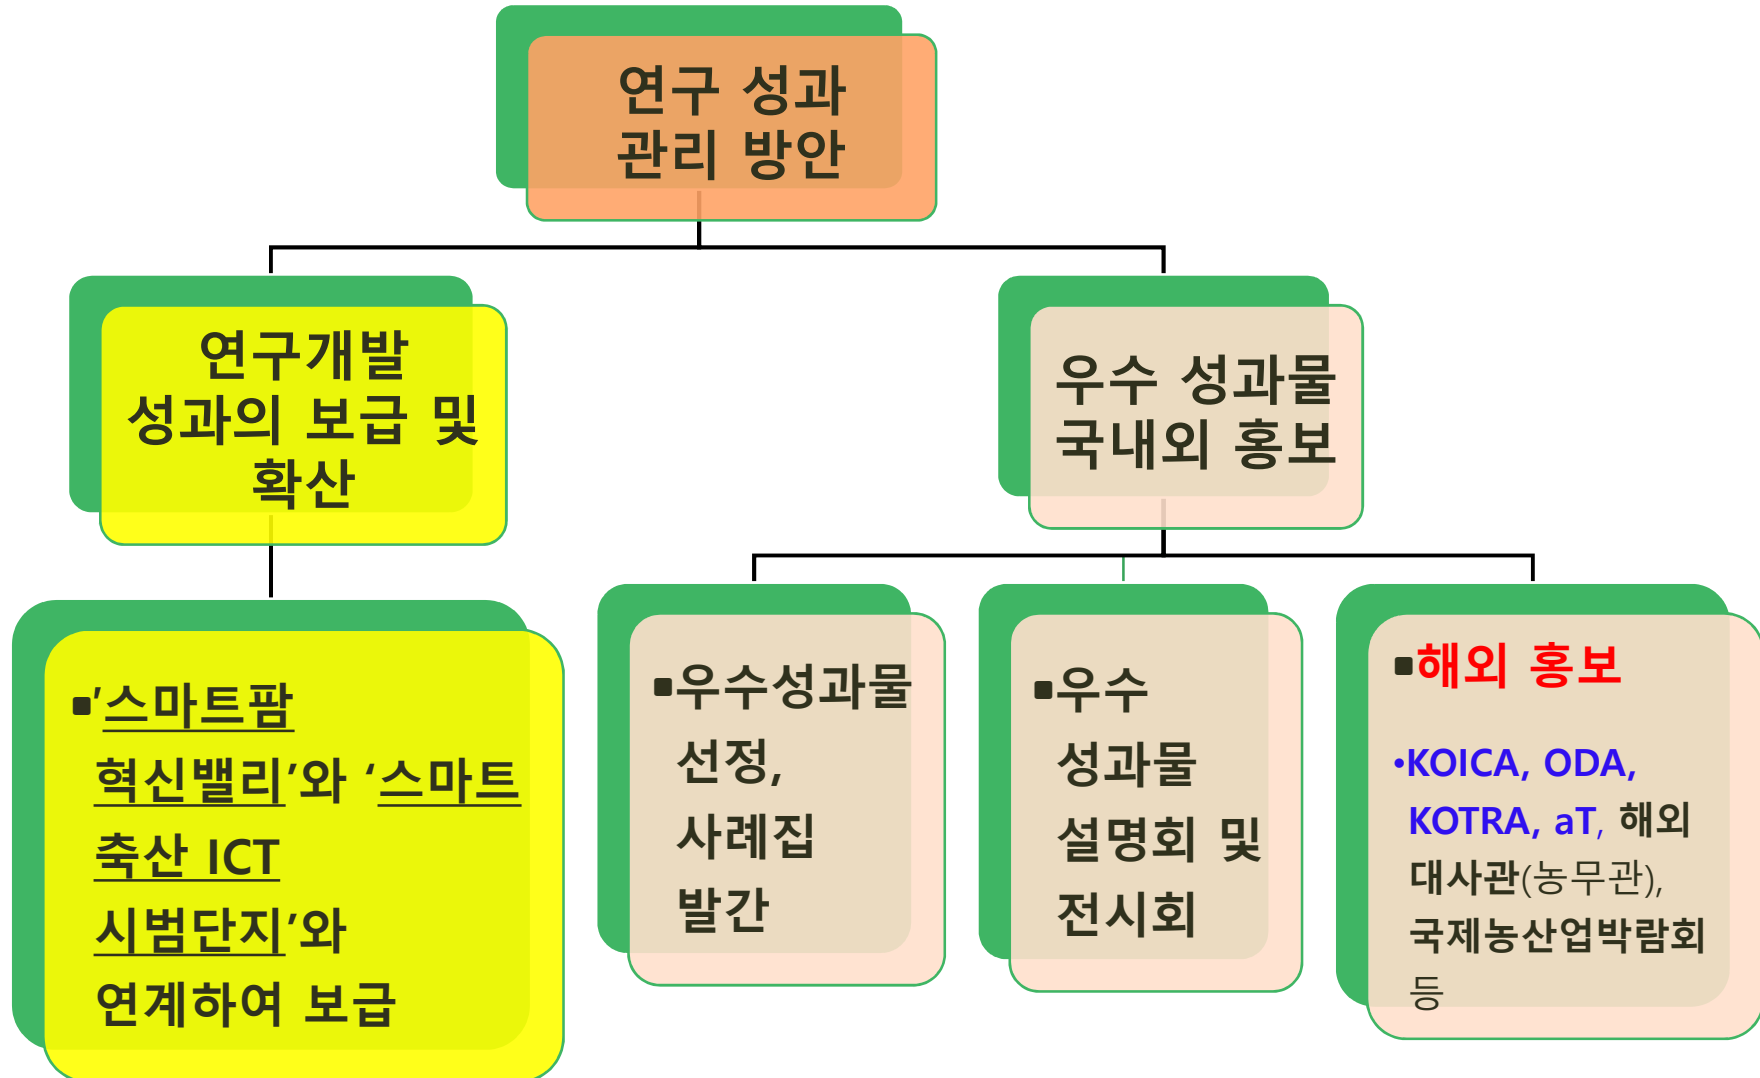 연구 성과
관리 방안
연구개발
성과의 보급 및
확산
우수 성과물
국내외 홍보
▪'스마트팜
혁신밸리’와 ‘스마트
축산 ICT
시범단지’와
연계하여 보급
▪우수성과물
선정,
사례집
발간
▪우수
성과물
설명회 및
전시회
▪해외 홍보
•KOICA, ODA,
KOTRA, aT, 해외
대사관(농무관),
국제농산업박람회
등